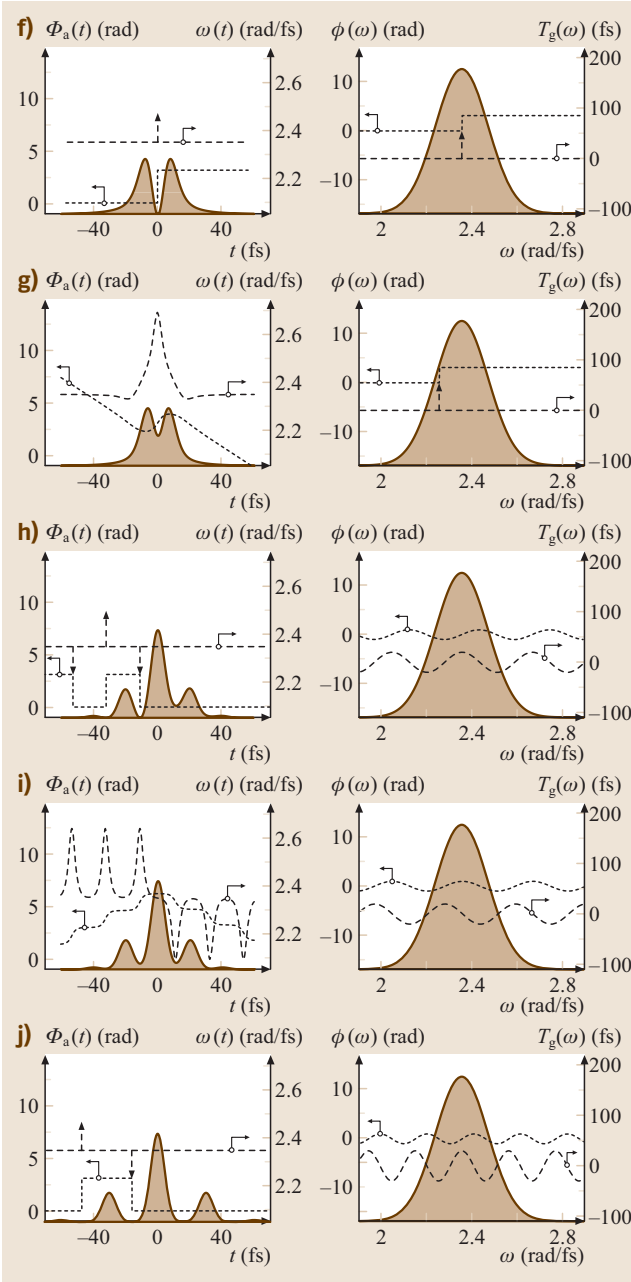 f) Φa(t) (rad) ω(t) (rad/fs) ϕ(ω) (rad) Tg(ω) (fs)
10
5
0
2.6
2.4
2.2
−40 0 40
t (fs)
10
0
−10
200
100
0
−100
2 2.4 2.8
ω (rad/fs)
g) Φa(t) (rad) ω(t) (rad/fs) ϕ(ω) (rad) Tg(ω) (fs)
10
5
0
2.6
2.4
2.2
−40 0 40
t (fs)
10
0
−10
200
100
0
−100
2 2.4 2.8
ω (rad/fs)
h) Φa(t) (rad) ω(t) (rad/fs) ϕ(ω) (rad) Tg(ω) (fs)
10
5
0
2.6
2.4
2.2
−40 0 40
t (fs)
10
0
−10
200
100
0
−100
2 2.4 2.8
ω (rad/fs)
i) Φa(t) (rad) ω(t) (rad/fs) ϕ(ω) (rad) Tg(ω) (fs)
10
5
0
2.6
2.4
2.2
−40 0 40
t (fs)
10
0
−10
200
100
0
−100
2 2.4 2.8
ω (rad/fs)
j) Φa(t) (rad) ω(t) (rad/fs) ϕ(ω) (rad) Tg(ω) (fs)
10
5
0
2.6
2.4
2.2
−40 0 40
t (fs)
10
0
−10
200
100
0
−100
2 2.4 2.8
ω (rad/fs)